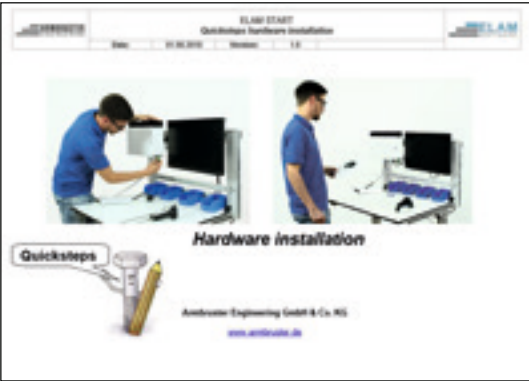 ELAM START
Quicksteps hardware installation
ELAM
Date: 01.06.2018 Version: 1.0
Hardware installation
Quicksteps
Armbruster Engineering GmbH & Co. KG
www.armbruster.de